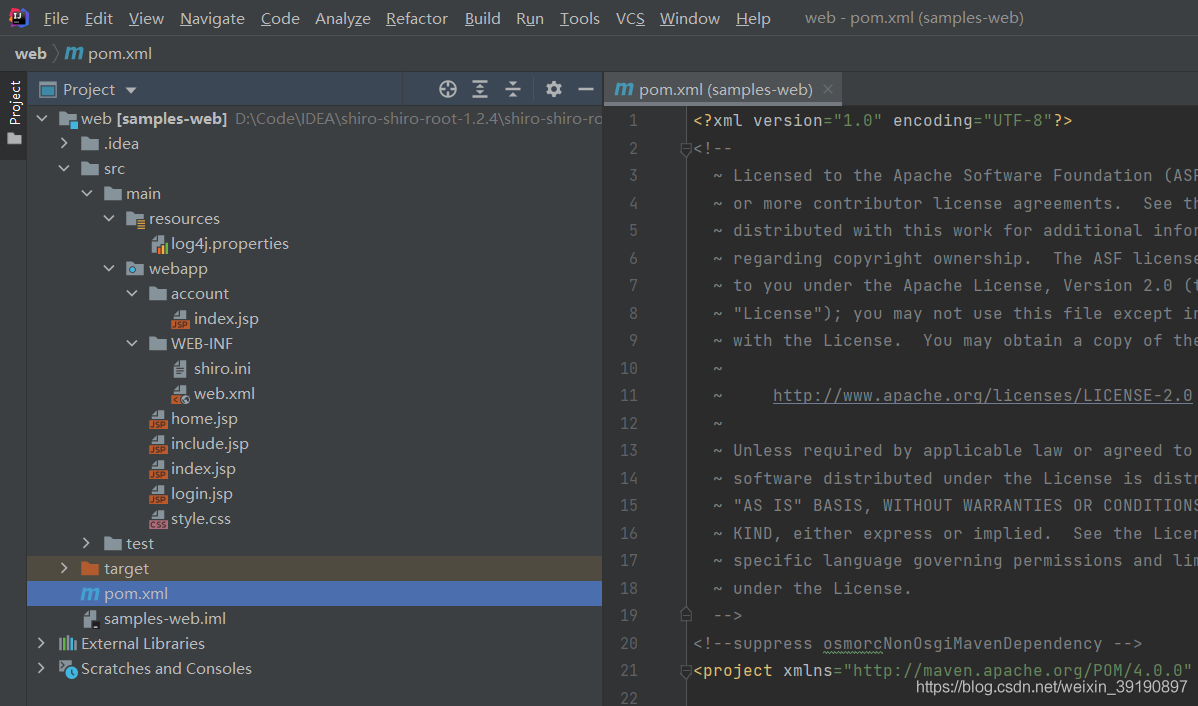 File Edit View Navigate Code Analyze Refactor Build Run Tools VCS Window Help web - pom.xml (samples-web)
web m pom.xml
Project
Project
web [samples-web] D:\Code\IDEA\shiro-shiro-root-1.2.4\shiro-shiro-ro
.idea
src
main
resources
log4j.properties
webapp
account
index.jsp
WEB-INF
shiro.ini
web.xml
home.jsp
include.jsp
index.jsp
login.jsp
style.css
test
target
m pom.xml
samples-web.iml
External Libraries
Scratches and Consoles
m pom.xml (samples-web)
1 <?xml version="1.0" encoding="UTF-8"?>
2 <!--
3 ~ Licensed to the Apache Software Foundation (ASF
4 ~ or more contributor license agreements.  See th
5 ~ distributed with this work for additional infor
6 ~ regarding copyright ownership.  The ASF license
7 ~ to you under the Apache License, Version 2.0 (t
8 ~ "License"); you may not use this file except in
9 ~ with the License.  You may obtain a copy of the
10 ~
11 ~     http://www.apache.org/licenses/LICENSE-2.0
12 ~
13 ~ Unless required by applicable law or agreed to
14 ~ software distributed under the License is distr
15 ~ "AS IS" BASIS, WITHOUT WARRANTIES OR CONDITIONS
16 ~ KIND, either express or implied.  See the Licen
17 ~ specific language governing permissions and lim
18 ~ under the License.
19 -->
20 <!--suppress osmorcNonOsgiMavenDependency -->
21 <project xmlns="http://maven.apache.org/POM/4.0.0"
22
https://blog.csdn.net/weixin_39190897